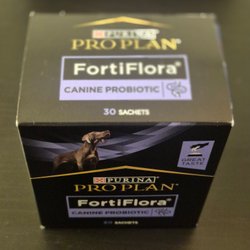 PURINA
PRO PLAN®
FortiFlora®
CANINE PROBIOTIC
30 SACHETS
GREAT TASTE
PURINA
PRO PLAN®
FortiFlora®
CANINE PROBIOTIC
30 SACHETS